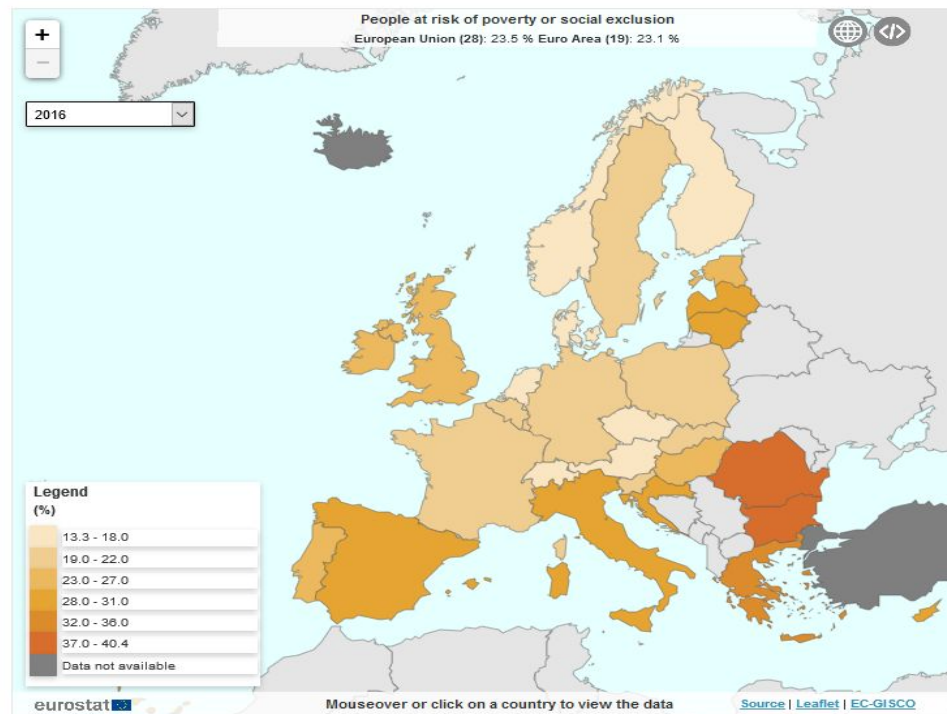 People at risk of poverty or social exclusion
European Union (28): 23.5 % Euro Area (19): 23.1 %
+
−
2016
Legend
(%)
13.3 - 18.0
19.0 - 22.0
23.0 - 27.0
28.0 - 31.0
32.0 - 36.0
37.0 - 40.4
Data not available
eurostat
Mouseover or click on a country to view the data
Source | Leaflet | EC-GISCO